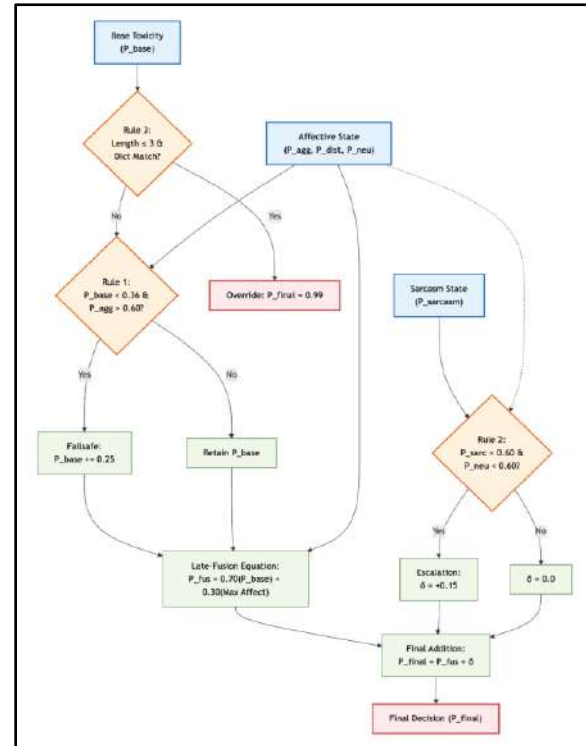 Base Toxicity
(P_base)
Rule 3:
Length ≤ 3 &
Dict Match?
Affective State
(P_agg, P_dist, P_neu)
No
Yes
Rule 1:
P_base < 0.36 &
P_agg > 0.60?
Override: P_final = 0.99
Sarcasm State
(P_sarcasm)
Yes
No
Rule 2:
P_sarc > 0.60 &
P_neu < 0.60?
Failsafe:
P_base += 0.25
Retain P_base
Yes
No
Late-Fusion Equation:
P_fus = 0.70(P_base) +
0.30(Max Affect)
Escalation:
δ = +0.15
δ = 0.0
Final Addition:
P_final = P_fus + δ
Final Decision (P_final)